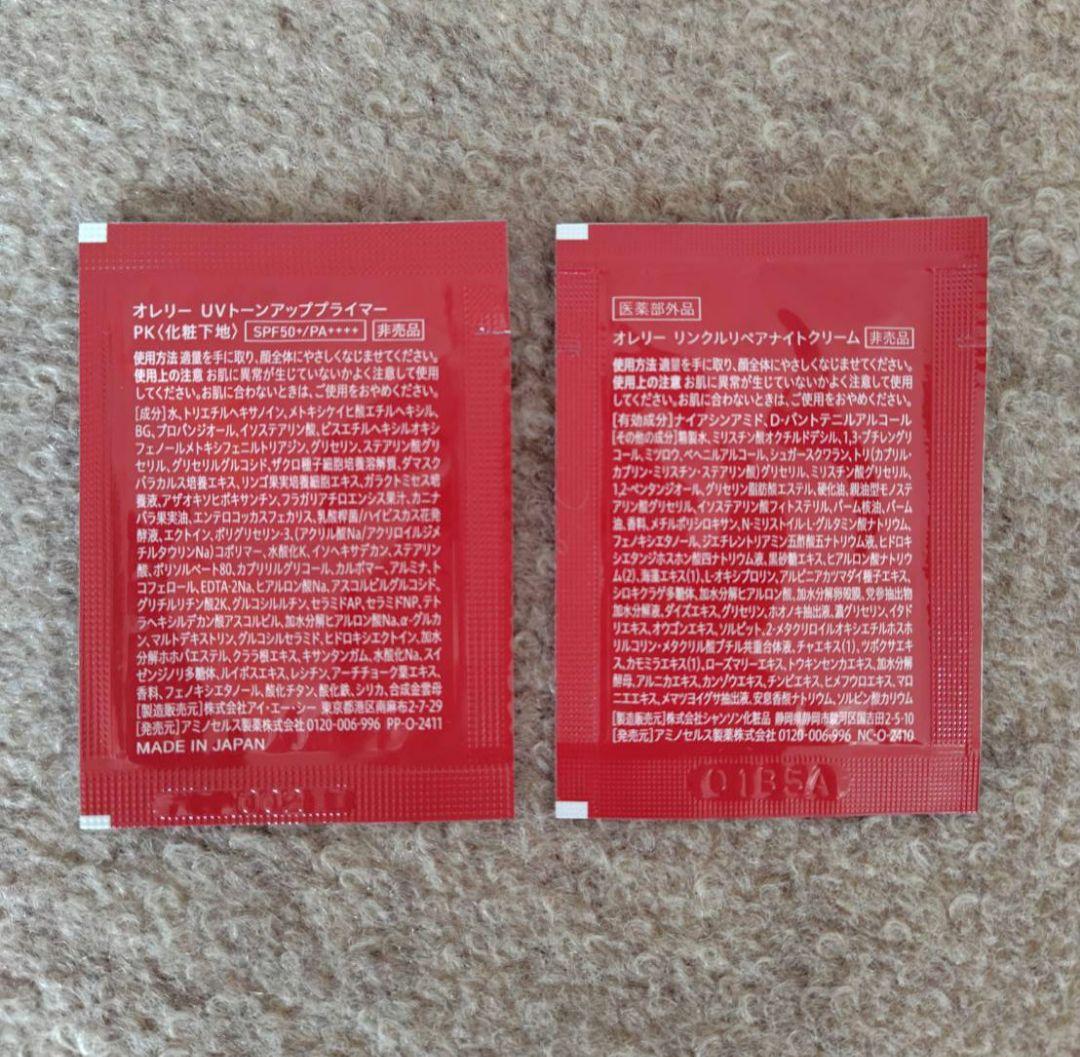 オレリー UVトーンアッププライマー
PK〈化粧下地〉 SPF50+/PA++++ 非売品
使用方法 適量を手に取り、顔全体にやさしくなじませてください。
使用上の注意 お肌に異常が生じていないかよく注意して使用
してください。お肌に合わないときは、ご使用をおやめください。
[成分]水、トリエチルヘキサノイン、メトキシケイヒ酸エチルヘキシル、
BG、プロパンジオール、イソステアリン酸、ビスエチルヘキシルオキシ
フェノールメトキシフェニルトリアジン、グリセリン、ステアリン酸グリ
セリル、グリセリルグルコシド、ザクロ種子細胞培養溶解質、ダマスク
バラカルス培養エキス、リンゴ果実培養細胞エキス、ガラクトミセス培
養液、アザギオソヒポキサンチン、フラガリアチロエンシス果汁、カニナ
バラ果実油、エンテロコッカスフェカリス、乳酸桿菌/ハイビスカス花発
酵液、エクトイン、ポリグリセリン-3、(アクリル酸Na/アクリロイルジメ
チルタウリンNa)コポリマー、水酸化K、イソヘキサデカン、ステアリン
酸、ポリソルベート80、カプリリルグリコール、カルボマー、アルミナ、ト
コフェロール、EDTA-2Na、ヒアルロン酸Na、アスコルビルグルコシド、
グリチルリチン酸2K、グルコシルルチン、セラミドAP、セラミドNP、テト
ラヘキシルデカン酸アスコルビル、加水分解ヒアルロン酸Na、α-グルカ
ン、マルトデキストリン、グルコシルセラミド、ヒドロキシエクトイン、加水
分解ホホバエステル、クララ根エキス、キサンタンガム、水酸化Na、スイ
ゼンジノリ多糖体、ルイボスエキス、レシチン、アーチチョーク葉エキス、
香料、フェノキシエタノール、酸化チタン、酸化鉄、シリカ、合成金雲母
[製造販売元]株式会社アイ・エー・シー 東京都港区南麻布2-7-29
[発売元]アミノセルス製薬株式会社 0120-006-996 PP-O-2411
MADE IN JAPAN
医薬部外品
オレリー リンクルリペアナイトクリーム 非売品
使用方法 適量を手に取り、顔全体にやさしくなじませてください。
使用上の注意 お肌に異常が生じていないかよく注意して使用
してください。お肌に合わないときは、ご使用をおやめください。
[有効成分]ナイアシンアミド、D-パントテニルアルコール
[その他の成分]精製水、ミリスチン酸オクチルドデシル、1,3-ブチレングリ
コール、ミツロウ、ベヘニルアルコール、シュガースクワラン、トリ(カプリル・
カプリン・ミリスチン・ステアリン酸)グリセリル、ミリスチン酸グリセリル、
1,2-ペンタンジオール、グリセリン脂肪酸エステル、硬化油、親油型モノステ
アリン酸グリセリル、イソステアリン酸フィトステリル、パーム核油、パーム
油、香料、メチルポリシロキサン、N-ミリストイル-L-グルタミン酸ナトリウム、
フェノキシエタノール、ジエチレントリアミン五酢酸五ナトリウム液、ヒドロキ
シエタンジホスホン酸四ナトリウム液、黒砂糖エキス、ヒアルロン酸ナトリウ
ム(2)、海藻エキス(1)、L-オキシプロリン、アルピニアカツマダイ種子エキス、
シロキクラゲ多糖体、加水分解ヒアルロン酸、加水分解卵殻膜、党参抽出物
加水分解液、ダイズエキス、グリセリン、ホオノキ抽出液、濃グリセリン、イタド
リエキス、オウゴンエキス、ソルビット、2-メタクリロイルオキシエチルホスホ
リルコリン・メタクリル酸ブチル共重合体液、チャエキス(1)、ツボクサエキ
ス、カモミラエキス(1)、ローズマリーエキス、トウキンセンカエキス、加水分解
酵母、アルニカエキス、カンゾウエキス、チンピエキス、ヒメフウロエキス、マロ
ニエエキス、メマツヨイグサ抽出液、安息香酸ナトリウム、ソルビン酸カリウム
[製造販売元]株式会社シャンソン化粧品 静岡県静岡市駿河区国吉田2-5-10
[発売元]アミノセルス製薬株式会社 0120-006-996 NC-O-2410
01B5A